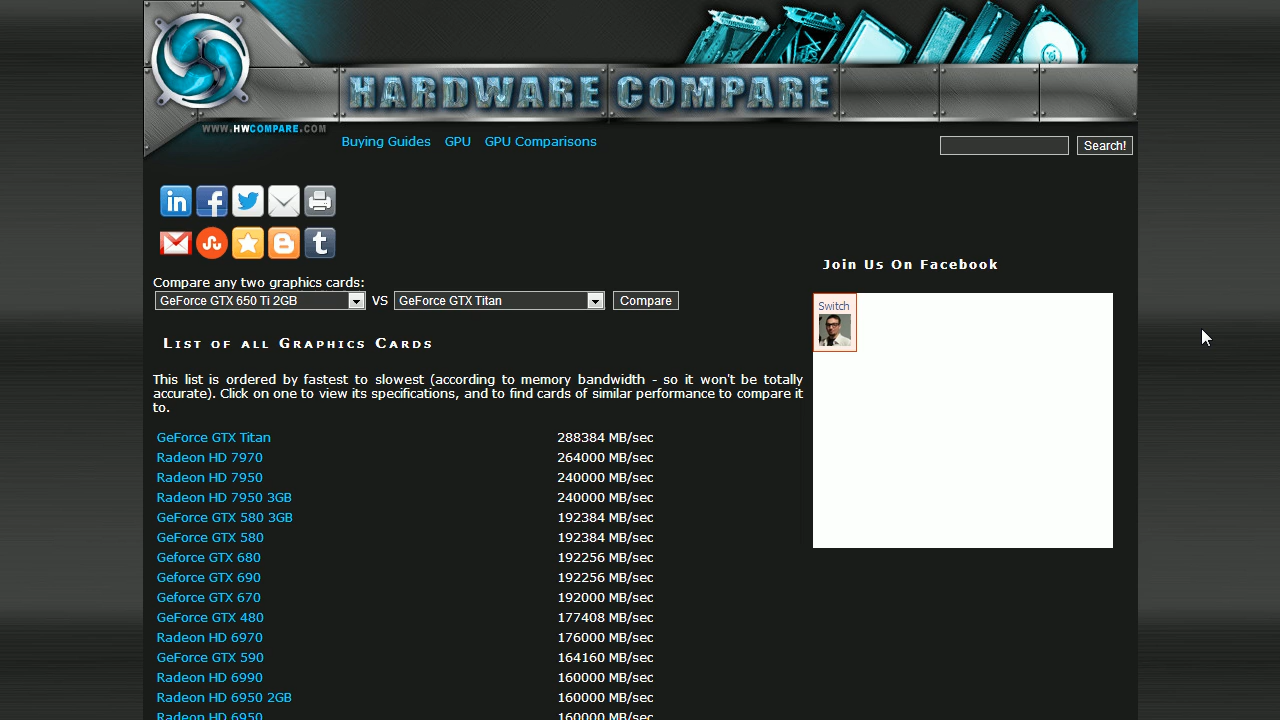 HARDWARE COMPARE
WWW.HWCOMPARE.COM
Buying Guides GPU GPU Comparisons
Search!
Compare any two graphics cards:
GeForce GTX 650 Ti 2GB VS GeForce GTX Titan Compare
Join Us On Facebook
Switch
List of all Graphics Cards
This list is ordered by fastest to slowest (according to memory bandwidth - so it won't be totally
accurate). Click on one to view its specifications, and to find cards of similar performance to compare it
to.
GeForce GTX Titan 288384 MB/sec
Radeon HD 7970 264000 MB/sec
Radeon HD 7950 240000 MB/sec
Radeon HD 7950 3GB 240000 MB/sec
GeForce GTX 580 3GB 192384 MB/sec
GeForce GTX 580 192384 MB/sec
Geforce GTX 680 192256 MB/sec
Geforce GTX 690 192256 MB/sec
Geforce GTX 670 192000 MB/sec
GeForce GTX 480 177408 MB/sec
Radeon HD 6970 176000 MB/sec
GeForce GTX 590 164160 MB/sec
Radeon HD 6990 160000 MB/sec
Radeon HD 6950 2GB 160000 MB/sec
Radeon HD 6950 160000 MB/sec